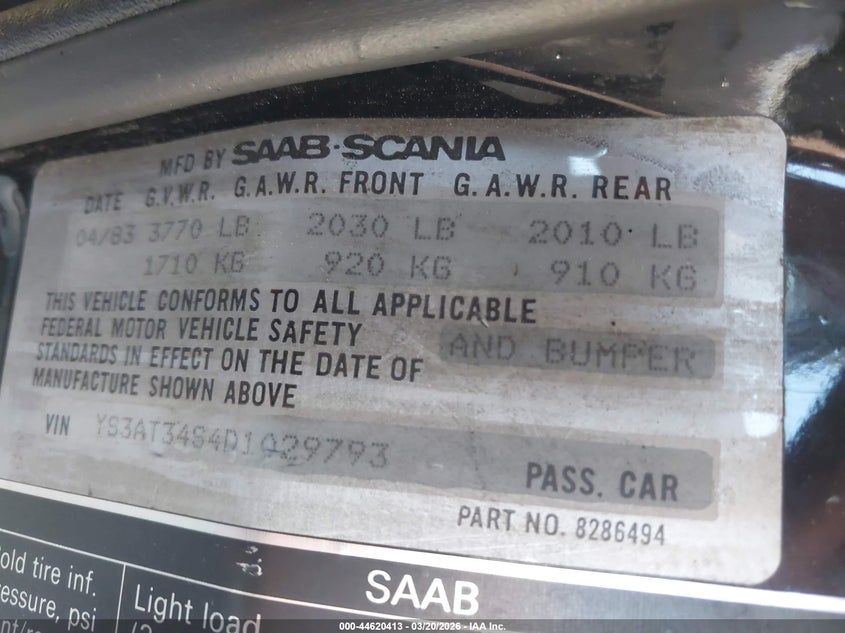 MFD BY SAAB-SCANIA
DATE G.V.W.R. G.A.W.R. FRONT G.A.W.R. REAR
04/83 3770 LB 2030 LB 2010 LB
1710 KG 920 KG 910 KG
THIS VEHICLE CONFORMS TO ALL APPLICABLE
FEDERAL MOTOR VEHICLE SAFETY AND BUMPER
STANDARDS IN EFFECT ON THE DATE OF
MANUFACTURE SHOWN ABOVE
VIN YS3AT34S4D1029793
PASS. CAR
PART NO. 8286494
SAAB
Cold tire inf.
pressure, psi
Light load
000-44620413 - 03/20/2026 - IAA Inc.